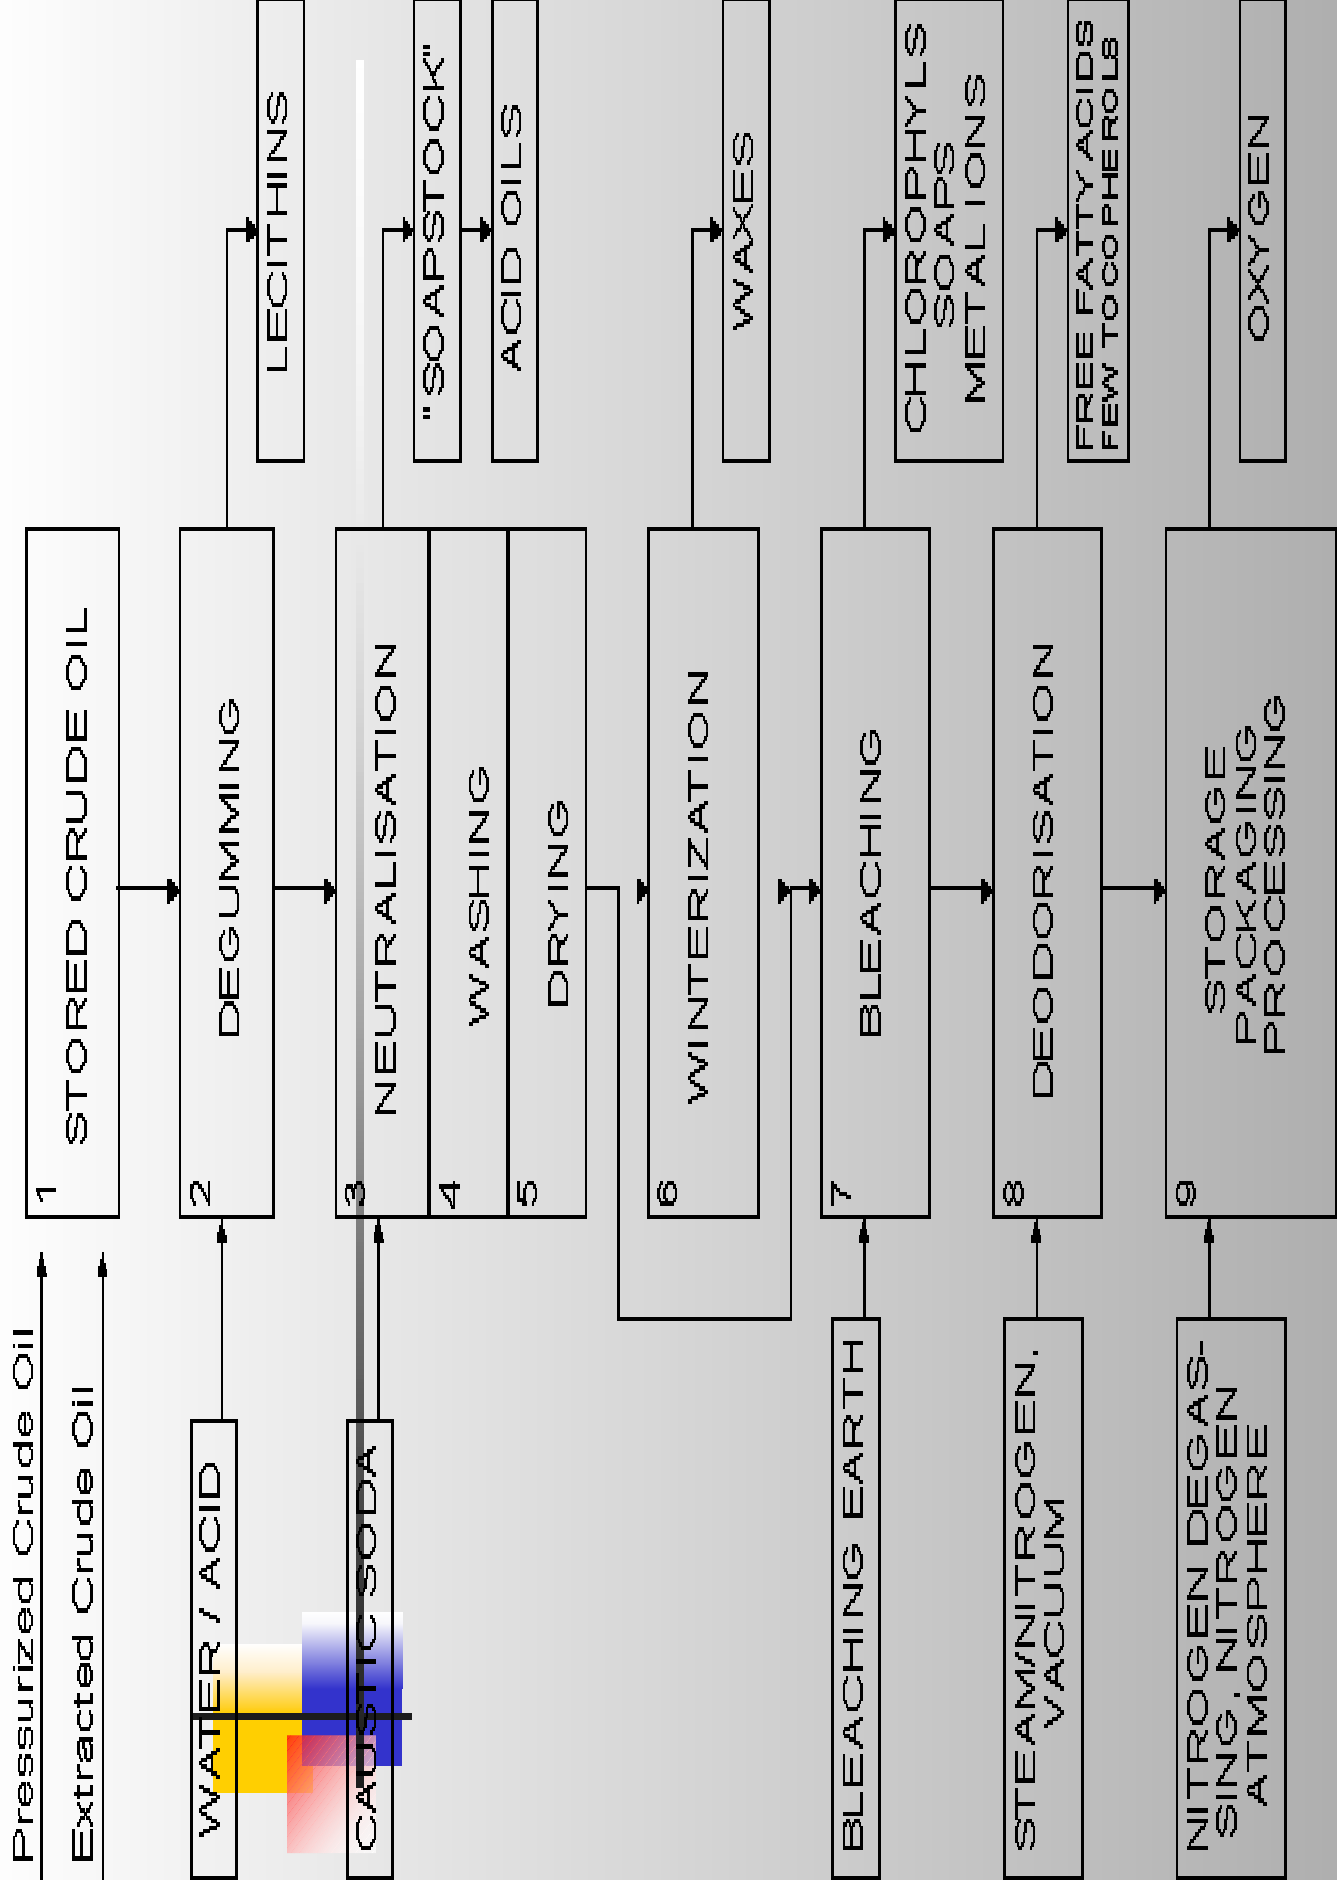 Pressurized Crude Oil
Extracted Crude Oil
1
STORED CRUDE OIL
WATER / ACID
2
DEGUMMING
LECITHINS
CAUSTIC SODA
3
NEUTRALISATION
"SOAPSTOCK"
4
WASHING
ACID OILS
5
DRYING
6
WINTERIZATION
WAXES
BLEACHING EARTH
7
BLEACHING
CHLOROPHYLS
SOAPS
METAL IONS
STEAM/NITROGEN.
VACUUM
8
DEODORISATION
FREE FATTY ACIDS
FEW TOCOPHEROLS
NITROGEN DEGAS-
SING, NITROGEN
ATMOSPHERE
9
STORAGE
PACKAGING
PROCESSING
OXYGEN